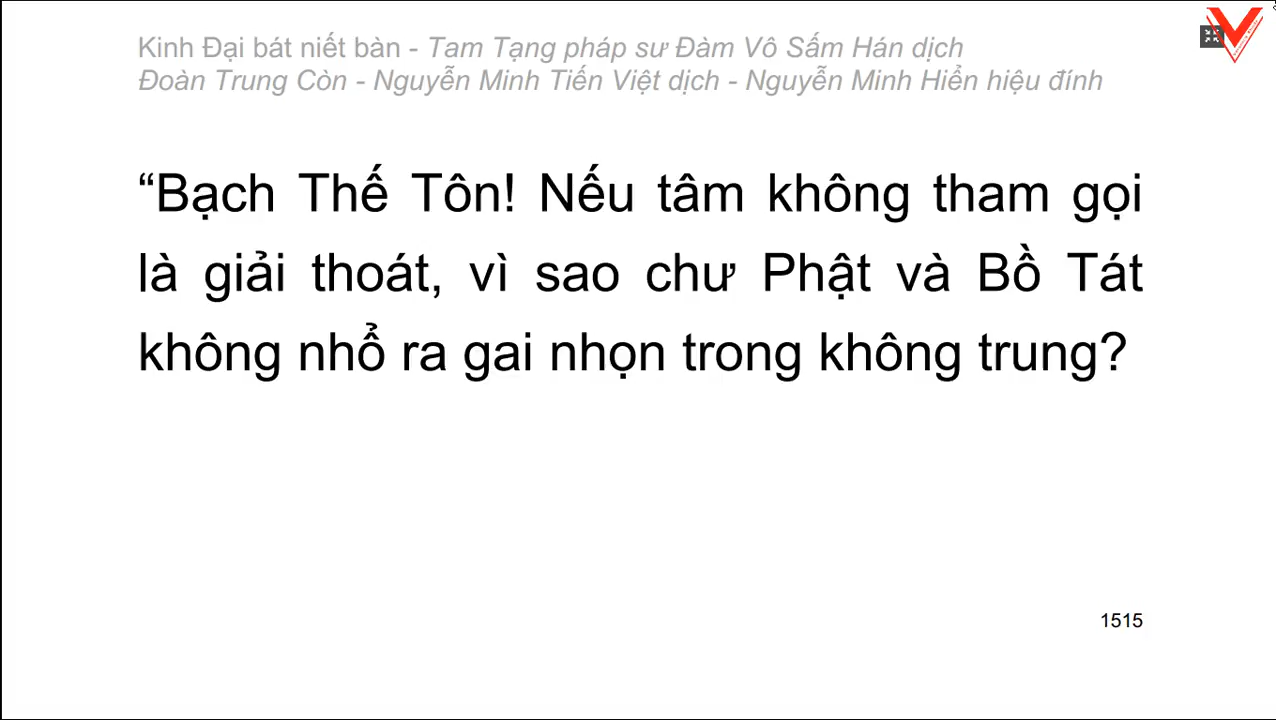 Kinh Đại bát niết bàn - Tam Tạng pháp sư Đàm Vô Sấm Hán dịch
Đoàn Trung Còn - Nguyễn Minh Tiến Việt dịch - Nguyễn Minh Hiển hiệu đính
“Bạch Thế Tôn! Nếu tâm không tham gọi
là giải thoát, vì sao chư Phật và Bồ Tát
không nhổ ra gai nhọn trong không trung?
1515